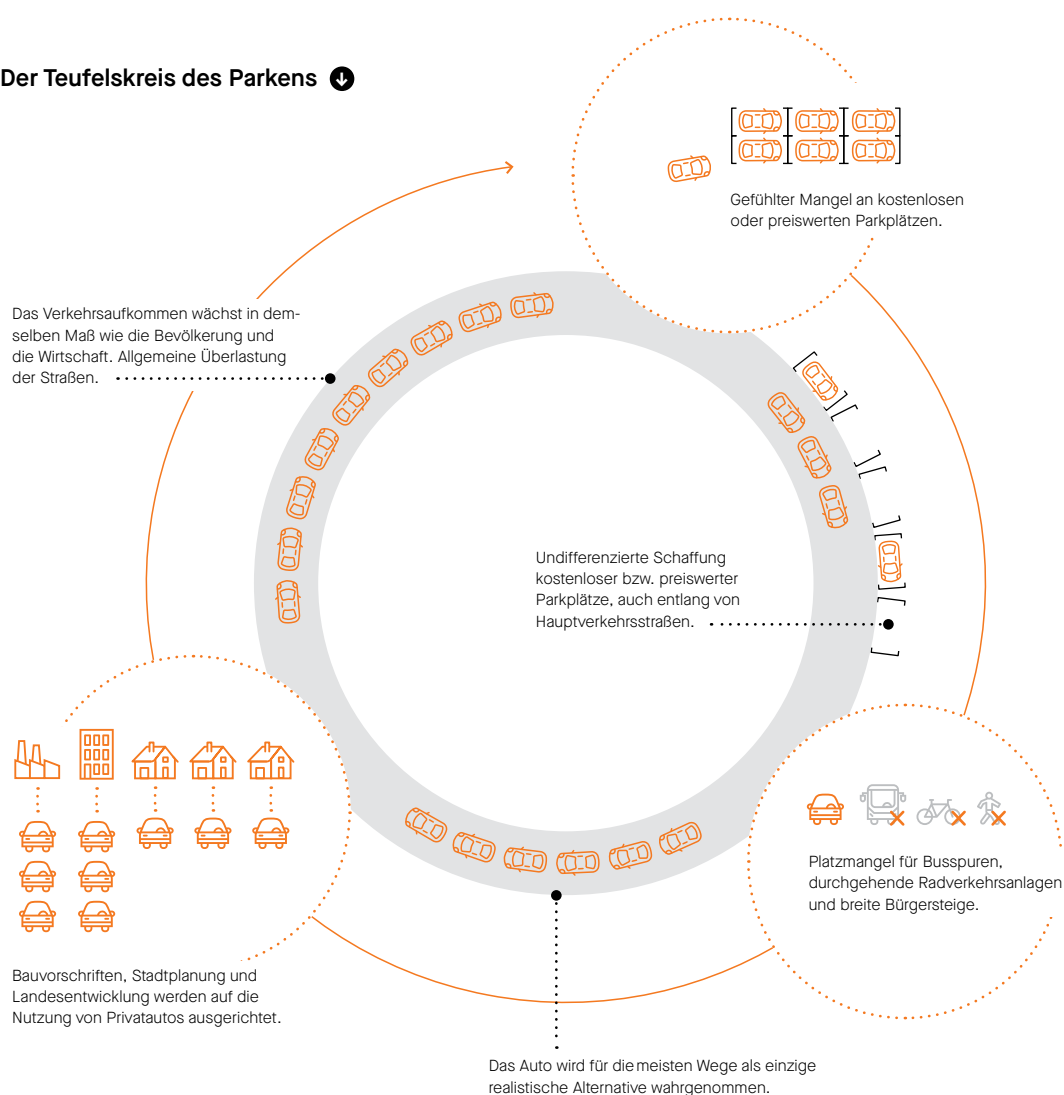 Der Teufelskreis des Parkens
Gefühlter Mangel an kostenlosen
oder preiswerten Parkplätzen.
Das Verkehrsaufkommen wächst in dem-
selben Maß wie die Bevölkerung und
die Wirtschaft. Allgemeine Überlastung
der Straßen.
Undifferenzierte Schaffung
kostenloser bzw. preiswerter
Parkplätze, auch entlang von
Hauptverkehrsstraßen.
Platzmangel für Busspuren,
durchgehende Radverkehrsanlagen
und breite Bürgersteige.
Bauvorschriften, Stadtplanung und
Landesentwicklung werden auf die
Nutzung von Privatautos ausgerichtet.
Das Auto wird für die meisten Wege als einzige
realistische Alternative wahrgenommen.